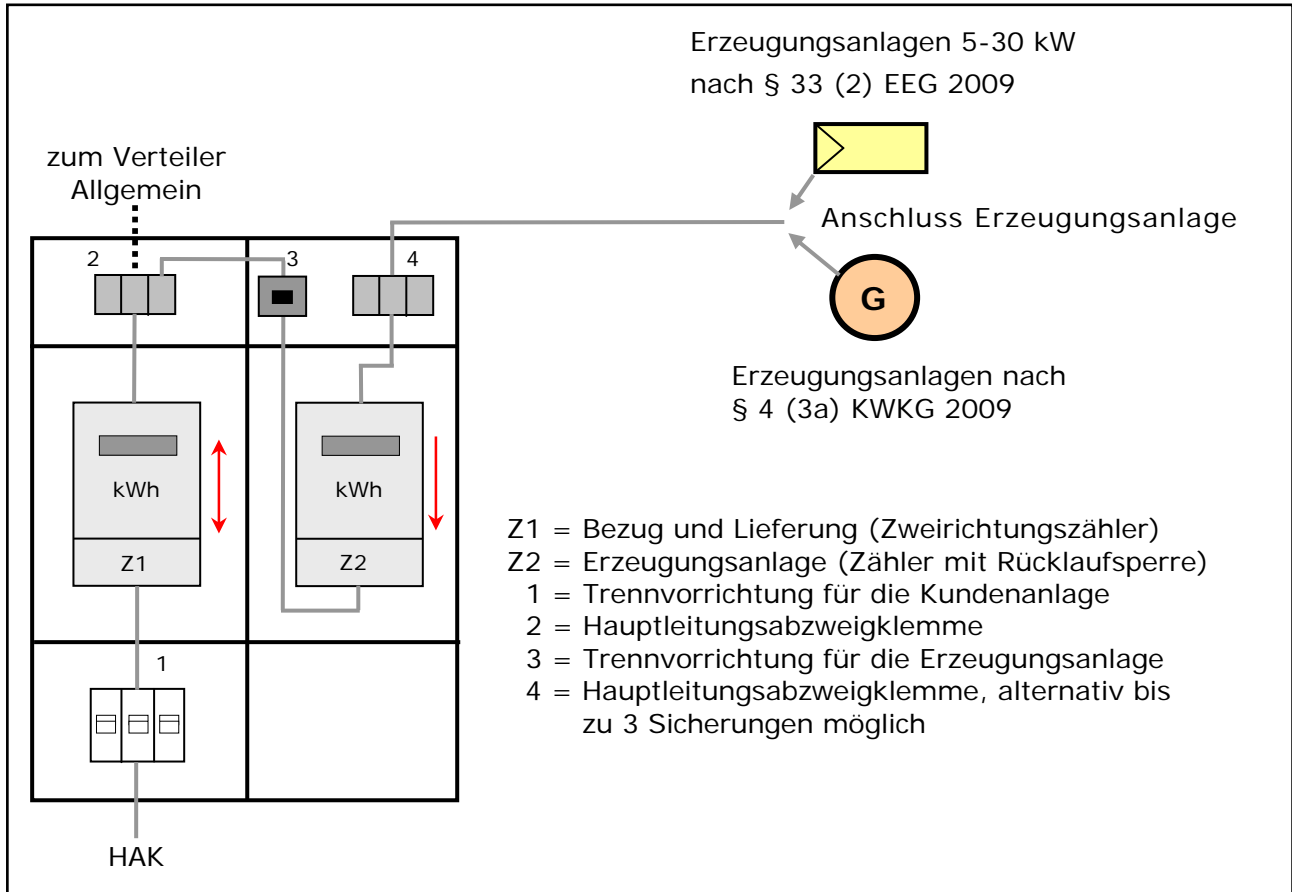 Erzeugungsanlagen 5-30 kW
nach § 33 (2) EEG 2009
zum Verteiler
Allgemein
Anschluss Erzeugungsanlage
2
3
4
G
Erzeugungsanlagen nach
§ 4 (3a) KWKG 2009
kWh
kWh
Z1
Z2
Z1 = Bezug und Lieferung (Zweirichtungszähler)
Z2 = Erzeugungsanlage (Zähler mit Rücklaufsperre)
1 = Trennvorrichtung für die Kundenanlage
2 = Hauptleitungsabzweigklemme
3 = Trennvorrichtung für die Erzeugungsanlage
4 = Hauptleitungsabzweigklemme, alternativ bis
zu 3 Sicherungen möglich
1
HAK